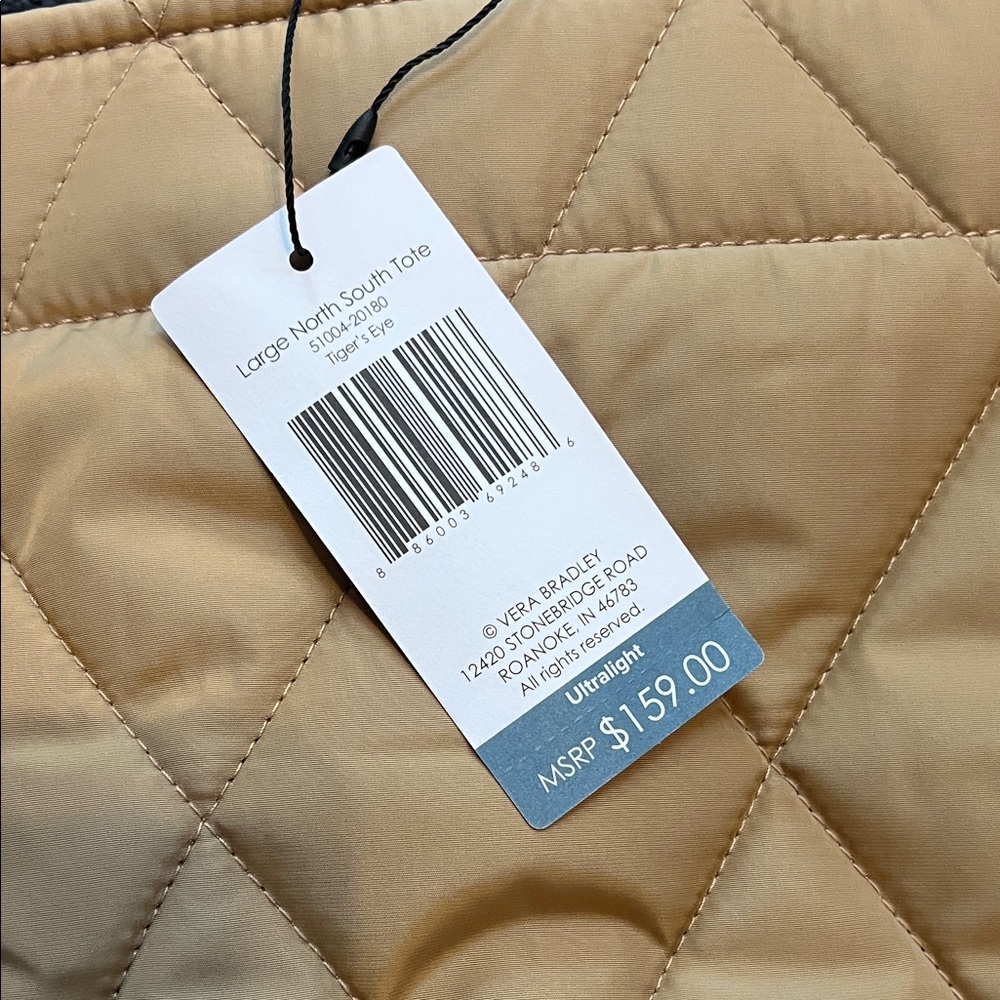 Large North South Tote
51004-20180
Tiger's Eye
8 86003 69248 6
© VERA BRADLEY
12420 STONEBRIDGE ROAD
ROANOKE, IN 46783
All rights reserved.
Ultralight
MSRP $159.00